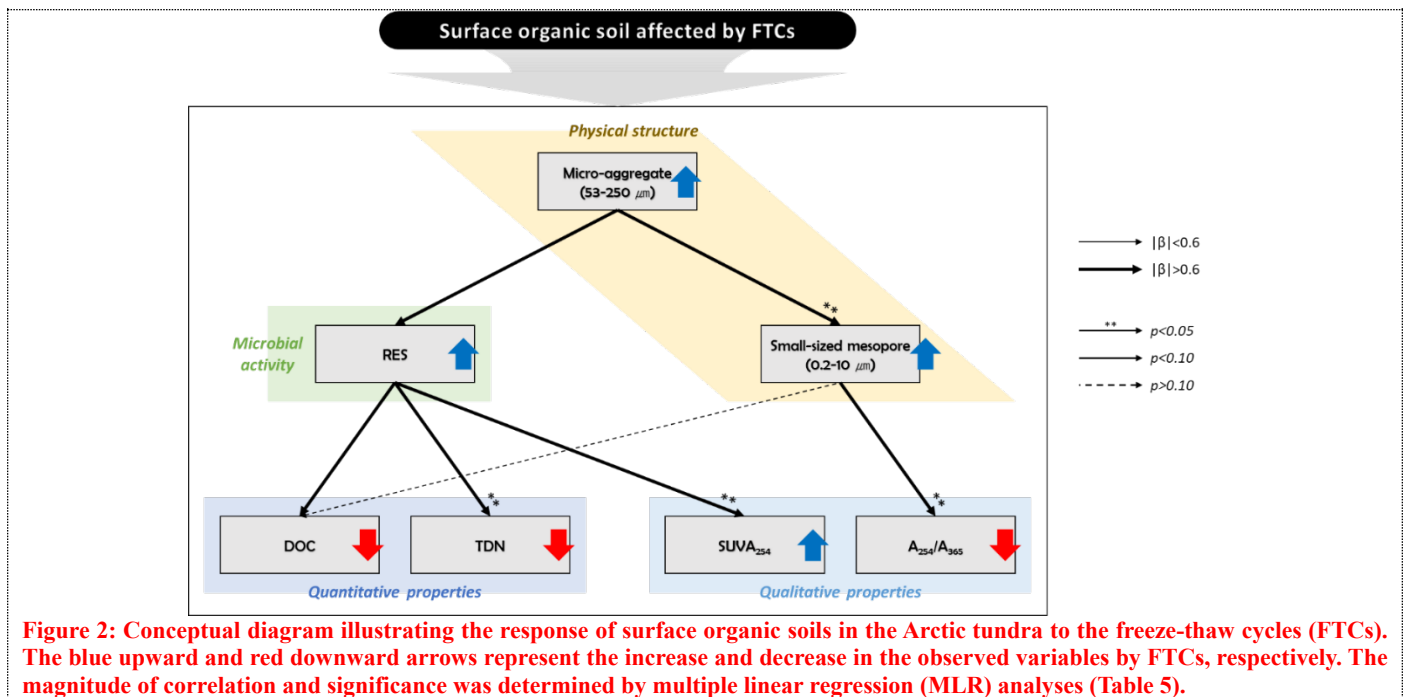 Surface organic soil affected by FTCs
Physical structure
Micro-aggregate
(53-250 ㎛)
|β|<0.6
|β|>0.6
**
Microbial
activity
RES
Small-sized mesopore
(0.2-10 ㎛)
** p<0.05
p<0.10
p>0.10
**
**
**
DOC
TDN
SUVA₂₅₄
A₂₅₄/A₃₆₅
Quantitative properties
Qualitative properties
Figure 2: Conceptual diagram illustrating the response of surface organic soils in the Arctic tundra to the freeze-thaw cycles (FTCs).
The blue upward and red downward arrows represent the increase and decrease in the observed variables by FTCs, respectively. The
magnitude of correlation and significance was determined by multiple linear regression (MLR) analyses (Table 5).